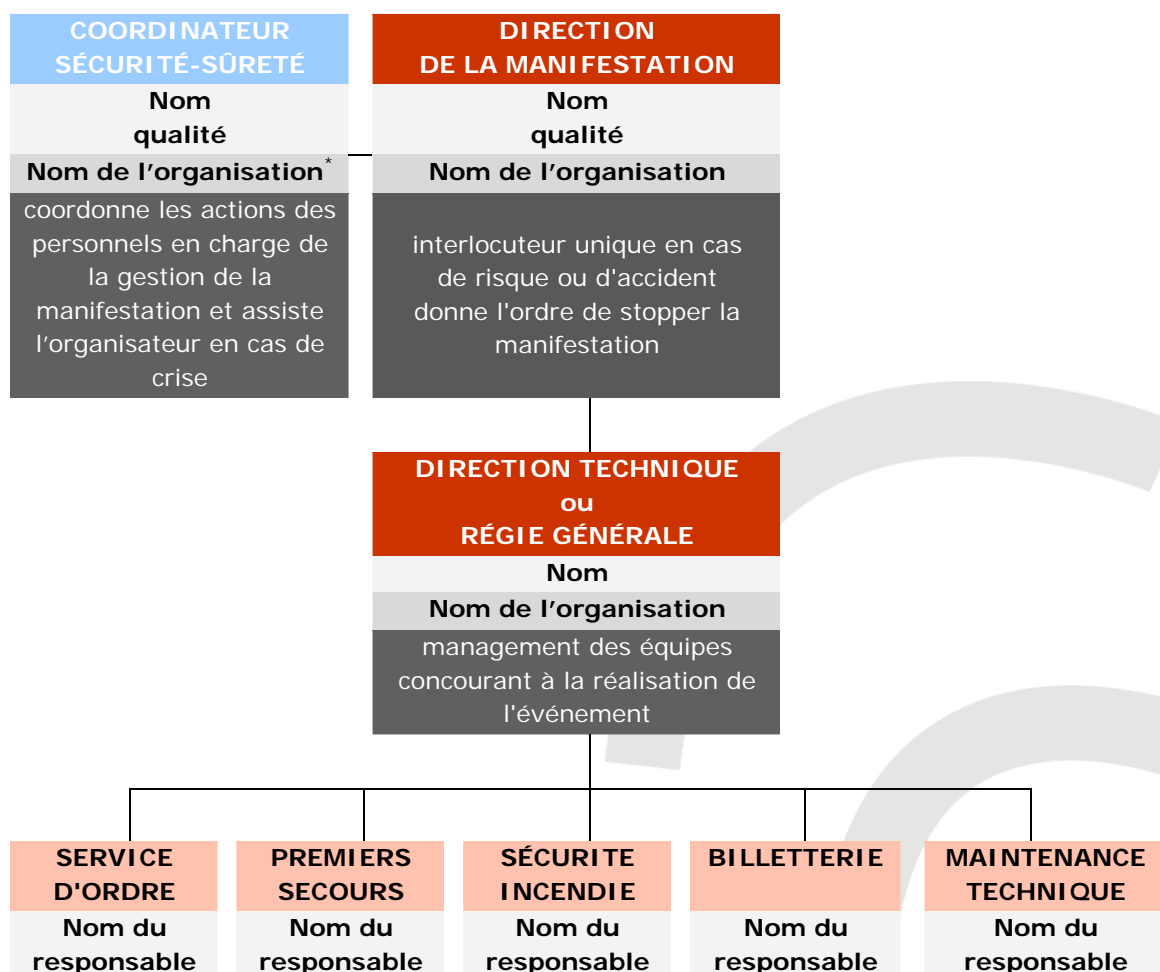 COORDINATEUR
SÉCURITÉ-SÛRETÉ
Nom
qualité
Nom de l'organisation*
coordonne les actions des
personnels en charge de
la gestion de la
manifestation et assiste
l'organisateur en cas de
crise
DIRECTION
DE LA MANIFESTATION
Nom
qualité
Nom de l'organisation
interlocuteur unique en cas
de risque ou d'accident
donne l'ordre de stopper la
manifestation
DIRECTION TECHNIQUE
ou
RÉGIE GÉNÉRALE
Nom
Nom de l'organisation
management des équipes
concourant à la réalisation de
l'événement
SERVICE
D'ORDRE
Nom du
responsable
PREMIERS
SECOURS
Nom du
responsable
SÉCURITE
INCENDIE
Nom du
responsable
BILLETTERIE
Nom du
responsable
MAINTENANCE
TECHNIQUE
Nom du
responsable